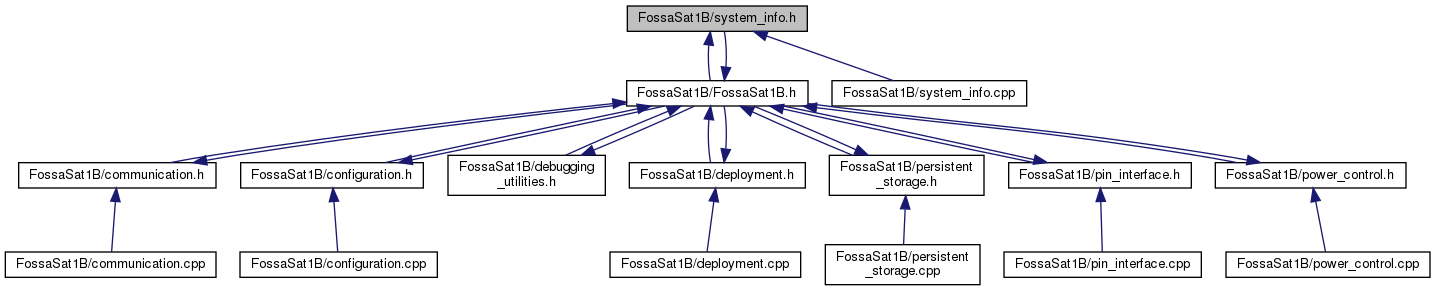 FossaSat1B/system_info.h
FossaSat1B/FossaSat1B.h
FossaSat1B/system_info.cpp
FossaSat1B/communication.h
FossaSat1B/configuration.h
FossaSat1B/debugging
_utilities.h
FossaSat1B/deployment.h
FossaSat1B/persistent
_storage.h
FossaSat1B/pin_interface.h
FossaSat1B/power_control.h
FossaSat1B/communication.cpp
FossaSat1B/configuration.cpp
FossaSat1B/deployment.cpp
FossaSat1B/persistent
_storage.cpp
FossaSat1B/pin_interface.cpp
FossaSat1B/power_control.cpp